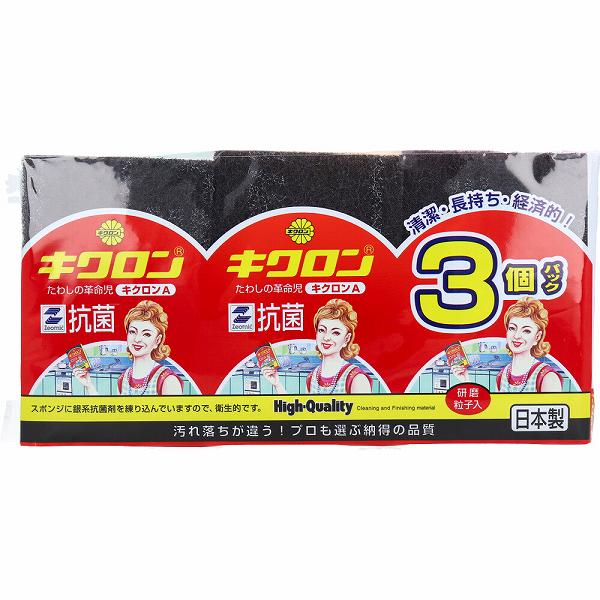 キクロン
キクロン®
たわしの革命児 キクロンA
Zeomic 抗菌
キクロン
キクロン®
たわしの革命児 キクロンA
Zeomic 抗菌
清潔・長持ち・経済的!
3個パック
研磨
粒子入
スポンジに銀系抗菌剤を練り込んでいますので、衛生的です。 High-Quality Cleaning and Finishing material
汚れ落ちが違う!プロも選ぶ納得の品質
日本製